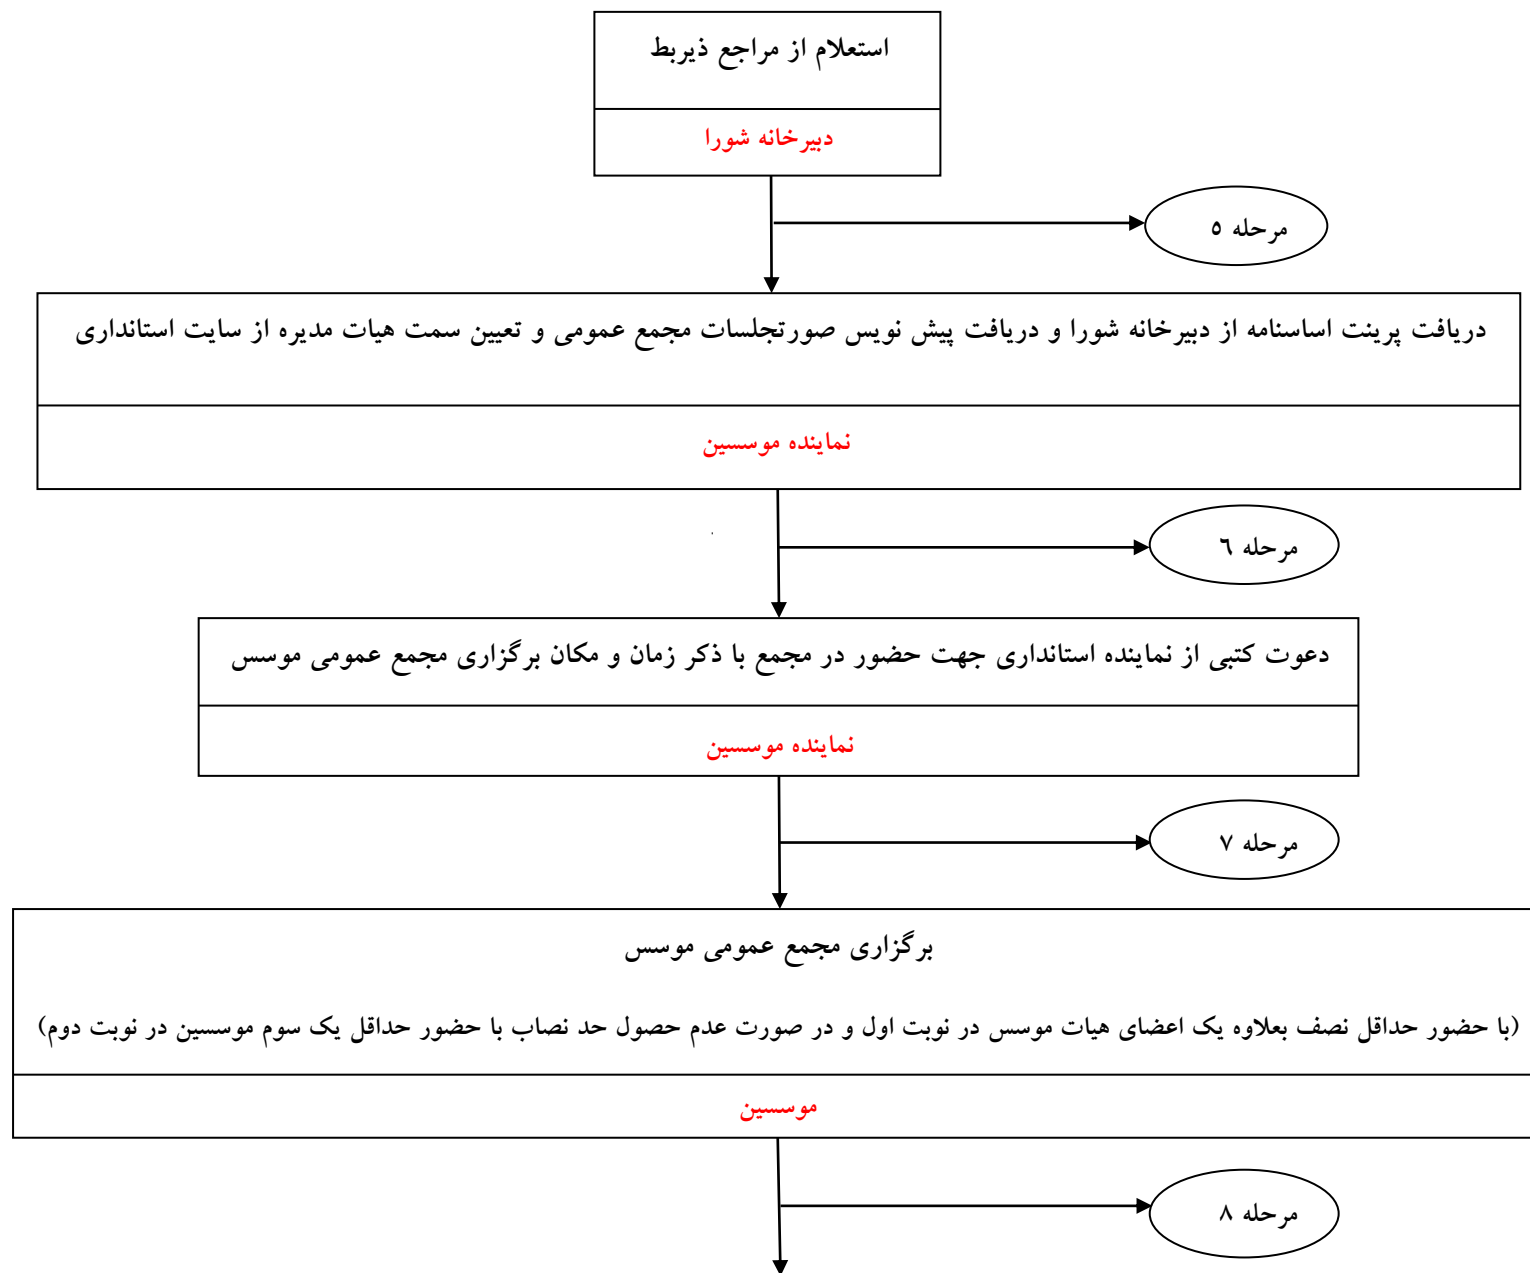 استعلام از مراجع ذیربط
دبیرخانه شورا
مرحله ٥
دریافت پرینت اساسنامه از دبیرخانه شورا و دریافت پیش نویس صورتجلسات مجمع عمومی و تعیین سمت هیات مدیره از سایت استانداری
نماینده موسسین
مرحله ٦
دعوت کتبی از نماینده استانداری جهت حضور در مجمع با ذکر زمان و مکان برگزاری مجمع عمومی موسس
نماینده موسسین
مرحله ٧
برگزاری مجمع عمومی موسس
(با حضور حداقل نصف بعلاوه یک اعضای هیات موسس در نوبت اول و در صورت عدم حصول حد نصاب با حضور حداقل یک سوم موسسین در نوبت دوم)
موسسین
مرحله ٨